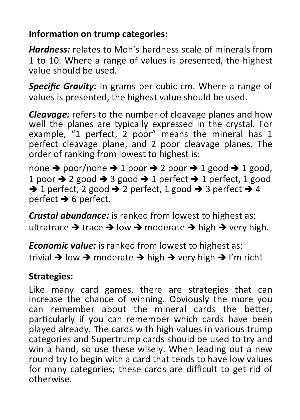 Information on trump categories:
Hardness: relates to Moh's hardness scale of minerals from
1 to 10. Where a range of values is presented, the highest
value should be used.
Specific Gravity: in grams per cubic cm. Where a range of
values is presented, the highest value should be used.
Cleavage: refers to the number of cleavage planes and how
well the planes are typically expressed in the crystal. For
example, "1 perfect, 2 poor" means the mineral has 1
perfect cleavage plane, and 2 poor cleavage planes. The
order of ranking from lowest to highest is:
none → poor/none → 1 poor → 2 poor → 1 good → 1 good,
1 poor → 2 good → 3 good → 1 perfect → 1 perfect, 1 good
→ 1 perfect, 2 good → 2 perfect, 1 good → 3 perfect → 4
perfect → 6 perfect.
Crustal abundance: is ranked from lowest to highest as:
ultratrace → trace → low → moderate → high → very high.
Economic value: is ranked from lowest to highest as:
trivial → low → moderate → high → very high → I'm rich!
Strategies:
Like many card games, there are strategies that can
increase the chance of winning. Obviously the more you
can remember about the mineral cards the better,
particularly if you can remember which cards have been
played already. The cards with high values in various trump
categories and Supertrump cards should be used to try and
win a hand, so use these wisely. When leading out a new
round try to begin with a card that tends to have low values
for many categories; these cards are difficult to get rid of
otherwise.